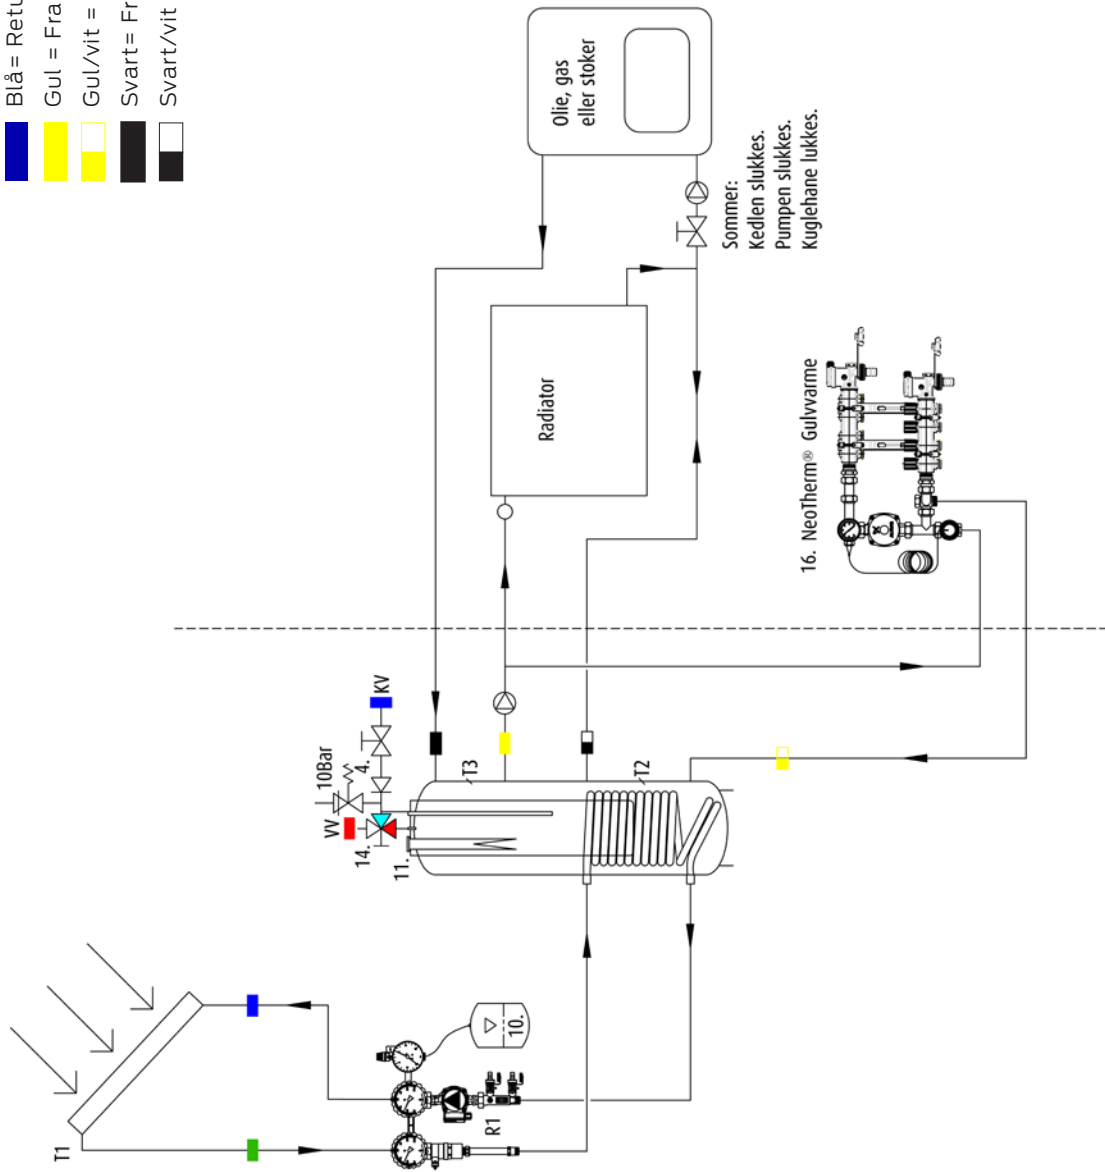 Blå= Retu
Gul = Fra
Gul/vit =
Svart= Fr
Svart/vit
Olie, gas
eller stoker
Sommer:
Kedlen slukkes.
Pumpen slukkes.
Kuglehane lukkes.
Radiator
16. NeoTherm® Gulvvarme
KV
10Bar
4.
VV
14.
11.
T3
T2
T1
10.
R1